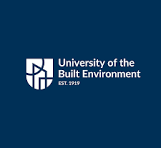 University of the
Built Environment
EST. 1919